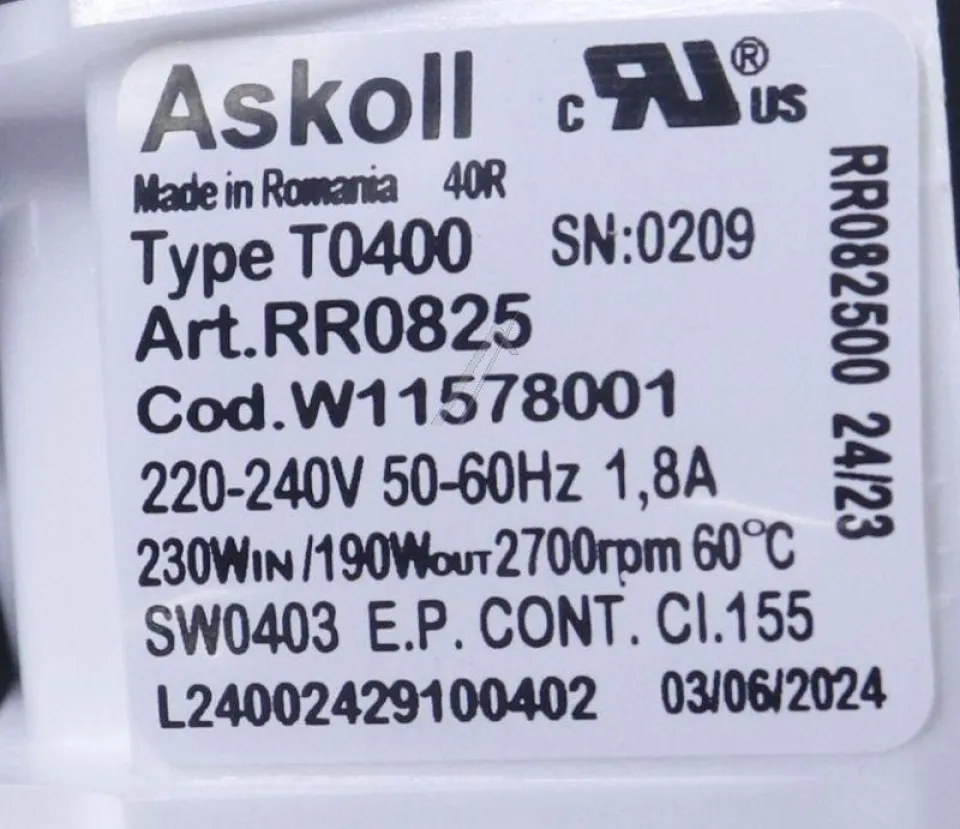 Askoll
c RU® US
Made in Romania 40R
Type T0400 SN:0209
Art.RR0825
Cod.W11578001
220-240V 50-60Hz 1,8A
230WIN/190WOUT 2700rpm 60°C
SW0403 E.P. CONT. Cl.155
L24002429100402 03/06/2024
RR082500 24/23